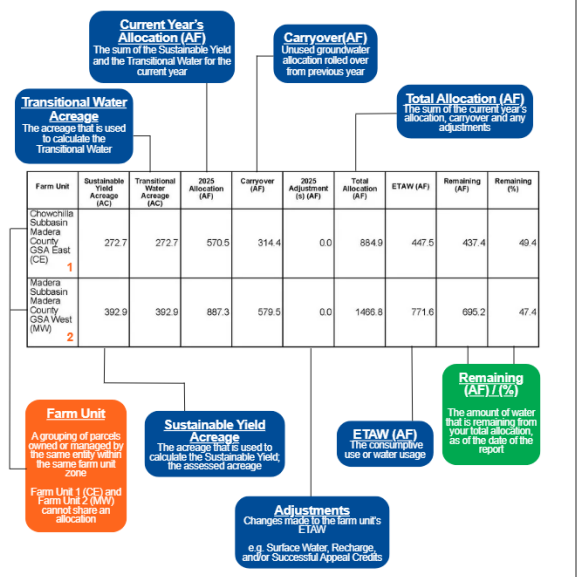 Current Year's
Allocation (AF)
The sum of the Sustainable Yield
and the Transitional Water for the
current year
Carryover(AF)
Unused groundwater
allocation rolled over
from previous year
Transitional Water
Acreage
The acreage that is used
to calculate the
Transitional Water
Total Allocation (AF)
The sum of the current year's
allocation, carryover and any
adjustments
Farm Unit
Sustainable
Yield
Acreage
(AC)
Transitional
Water
Acreage
(AC)
2025
Allocation
(AF)
Carryover
(AF)
2025
Adjustment
(s) (AF)
Total
Allocation
(AF)
ETAW (AF)
Remaining
(AF)
Remaining
(%)
Chowchilla
Subbasin
Madera
County
GSA East
(CE)
1
272.7 272.7 570.5 314.4 0.0 884.9 447.5 437.4 49.4
Madera
Subbasin
Madera
County
GSA West
(MW)
2
392.9 392.9 887.3 579.5 0.0 1466.8 771.6 695.2 47.4
Farm Unit
A grouping of parcels
owned or managed by
the same entity within
the same farm unit
zone
Farm Unit 1 (CE) and
Farm Unit 2 (MW)
cannot share an
allocation
Sustainable Yield
Acreage
The acreage that is used to
calculate the Sustainable Yield;
the assessed acreage
ETAW (AF)
The consumptive
use or water usage
Remaining
(AF) / (%)
The amount of water
that is remaining from
your total allocation,
as of the date of the
report
Adjustments
Changes made to the farm unit's
ETAW
e.g. Surface Water, Recharge,
and/or Successful Appeal Credits